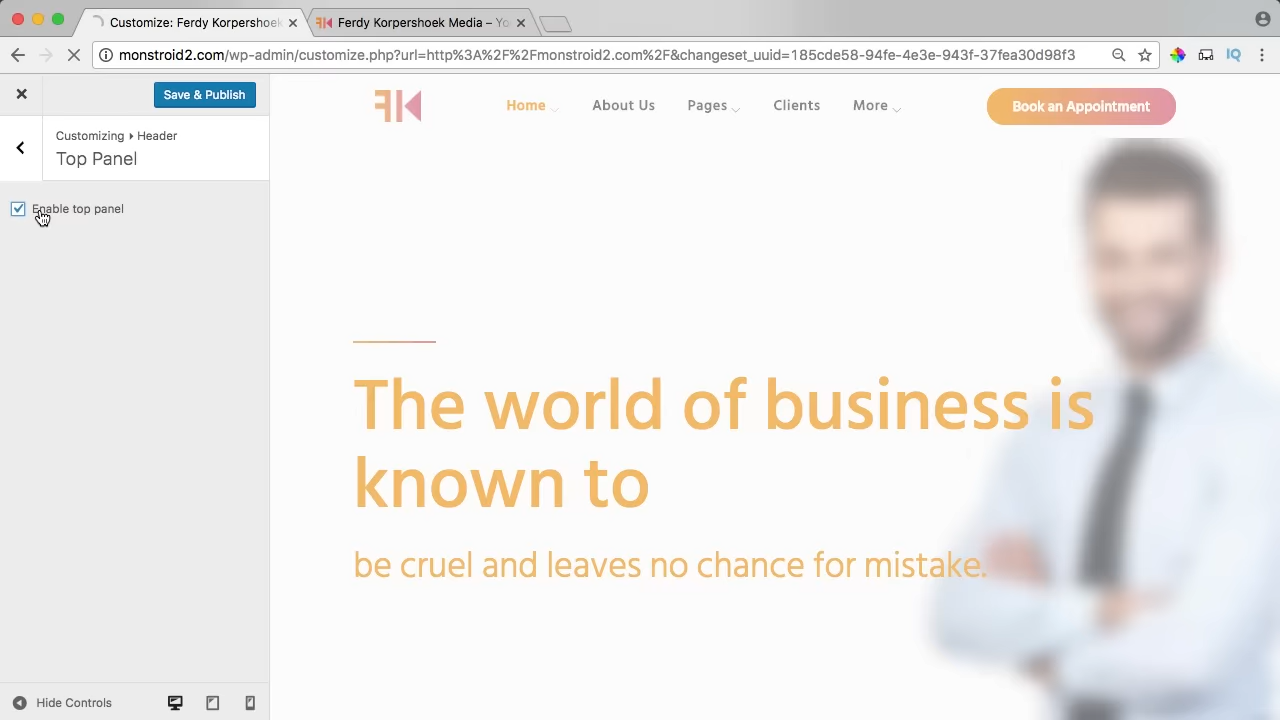 Customize: Ferdy Korpershoek
Ferdy Korpershoek Media – Yo
monstroid2.com/wp-admin/customize.php?url=http%3A%2F%2Fmonstroid2.com%2F&changeset_uuid=185cde58-94fe-4e3e-943f-37fea30d98f3
Save & Publish
Customizing ▸ Header
Top Panel
Enable top panel
Hide Controls
FK
Home
About Us
Pages
Clients
More
Book an Appointment
The world of business is
known to
be cruel and leaves no chance for mistake.